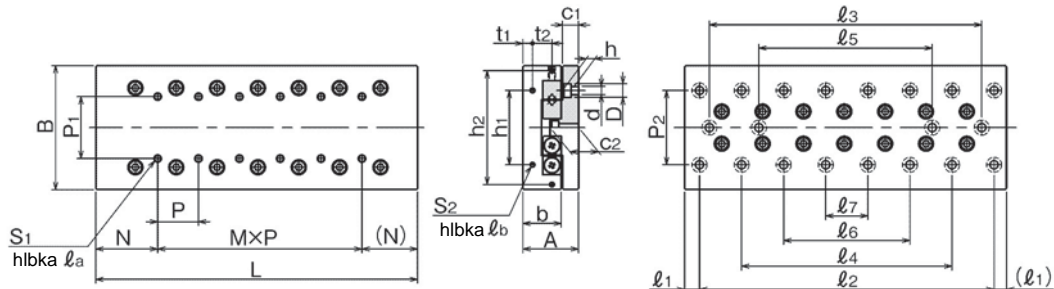 B
P1
S1
hlbka ℓa
P
N
M×P
(N)
L
t1
t2
c1
h
h2
h1
d
D
c2
S2
hlbka ℓb
b
A
ℓ3
ℓ5
P2
ℓ7
ℓ6
ℓ4
ℓ1
ℓ2
(ℓ1)